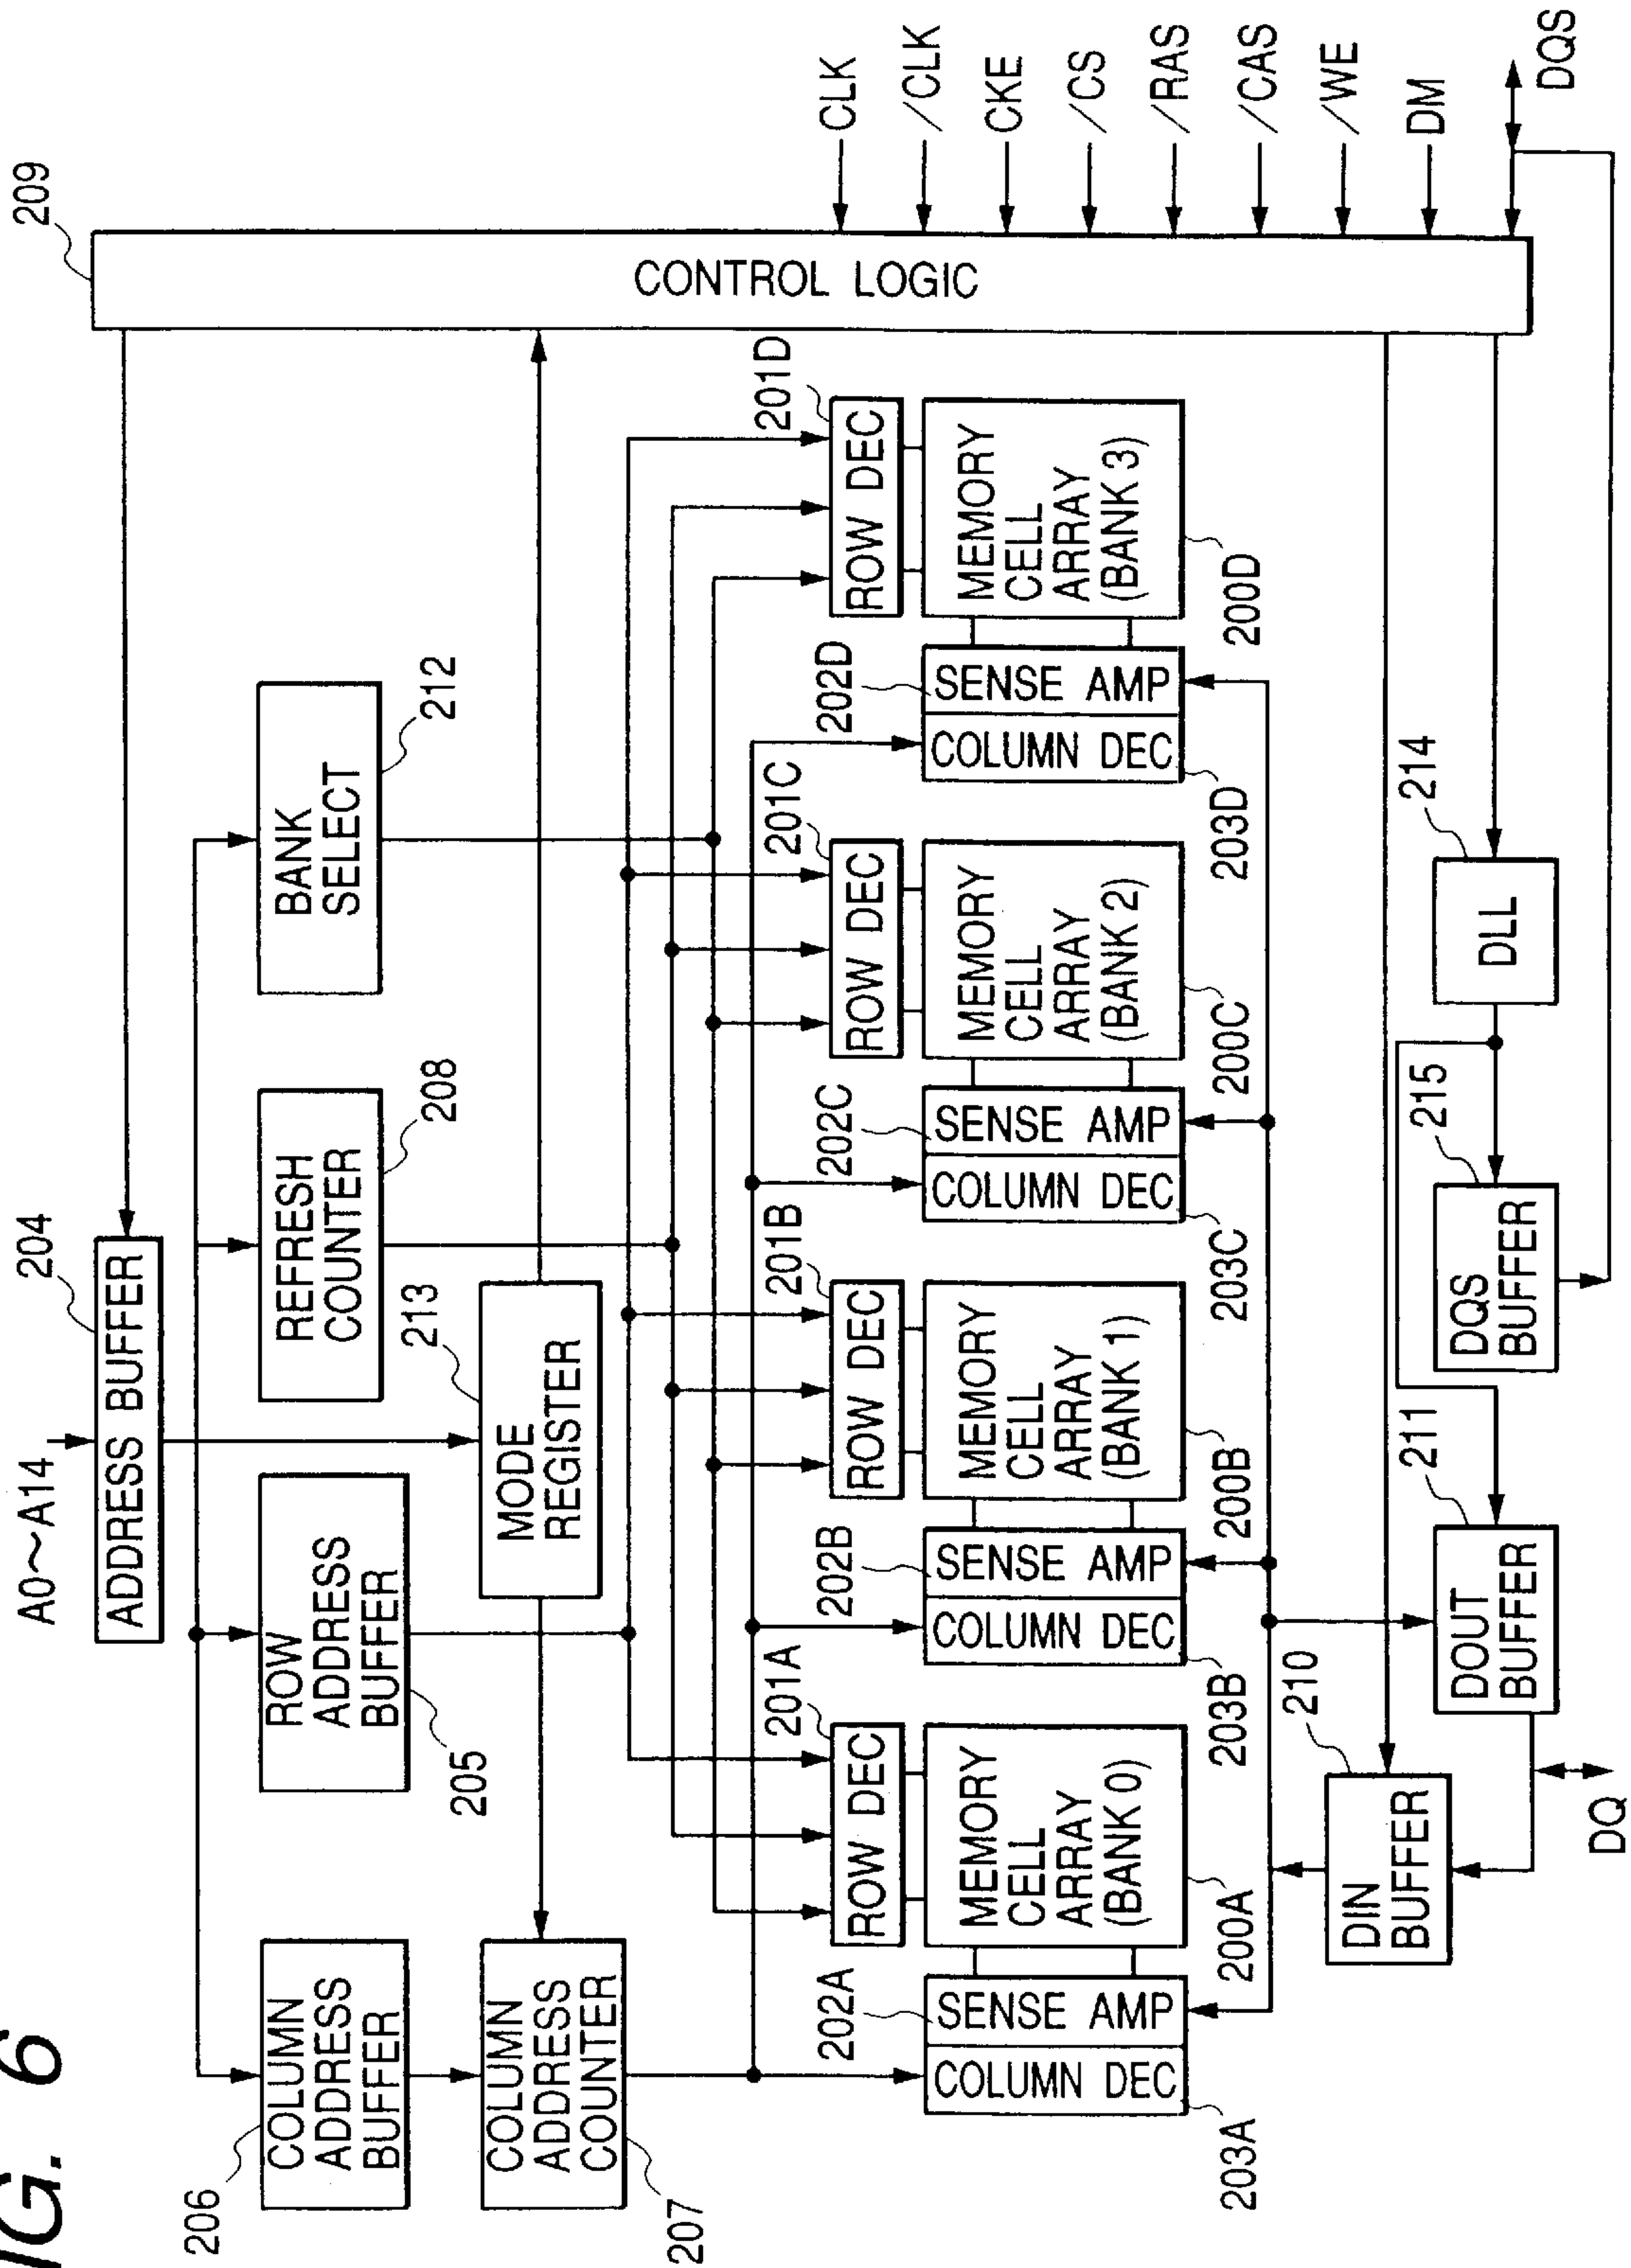 IG. 6
A0~A14
204
ADDRESS BUFFER
209
CONTROL LOGIC
206
COLUMN
ADDRESS
BUFFER
ROW
ADDRESS
BUFFER
205
REFRESH
COUNTER
208
BANK
SELECT
212
COLUMN
ADDRESS
COUNTER
207
213
MODE
REGISTER
201A
ROW DEC
MEMORY
CELL
ARRAY
(BANK 0)
200A
202A
SENSE AMP
COLUMN DEC
203A
201B
ROW DEC
MEMORY
CELL
ARRAY
(BANK 1)
200B
202B
SENSE AMP
COLUMN DEC
203B
201C
ROW DEC
MEMORY
CELL
ARRAY
(BANK 2)
200C
202C
SENSE AMP
COLUMN DEC
203C
201D
ROW DEC
MEMORY
CELL
ARRAY
(BANK 3)
200D
202D
SENSE AMP
COLUMN DEC
203D
210
DIN
BUFFER
211
DOUT
BUFFER
DQ
215
DQS
BUFFER
214
DLL
CLK
/CLK
CKE
/CS
/RAS
/CAS
/WE
DM
DQS